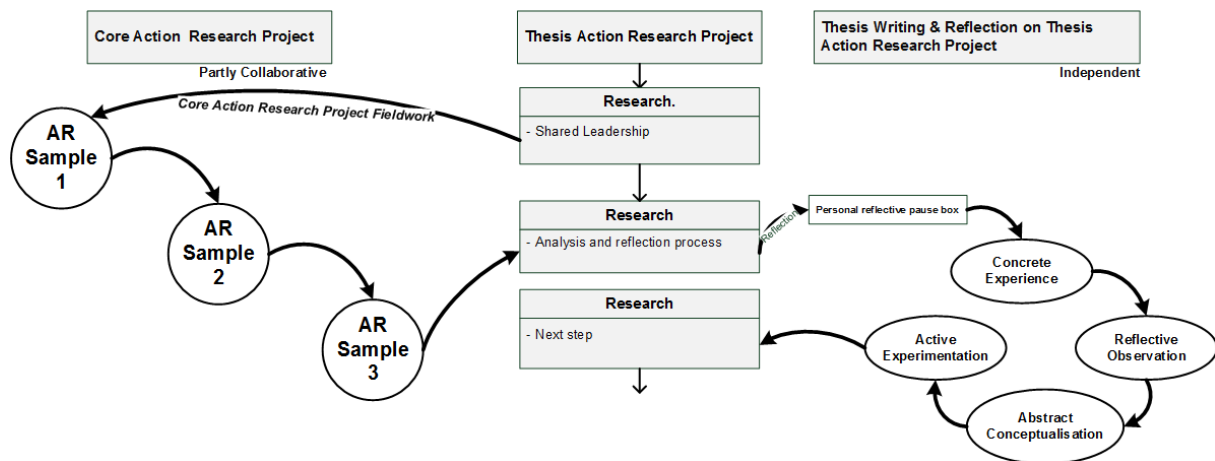 Core Action Research Project
Partly Collaborative
Thesis Action Research Project
Thesis Writing & Reflection on Thesis
Action Research Project
Independent
Core Action Research Project Fieldwork
AR
Sample
1
AR
Sample
2
AR
Sample
3
Research.
- Shared Leadership
Research
- Analysis and reflection process
Research
- Next step
Reflection
Personal reflective pause box
Concrete
Experience
Reflective
Observation
Abstract
Conceptualisation
Active
Experimentation